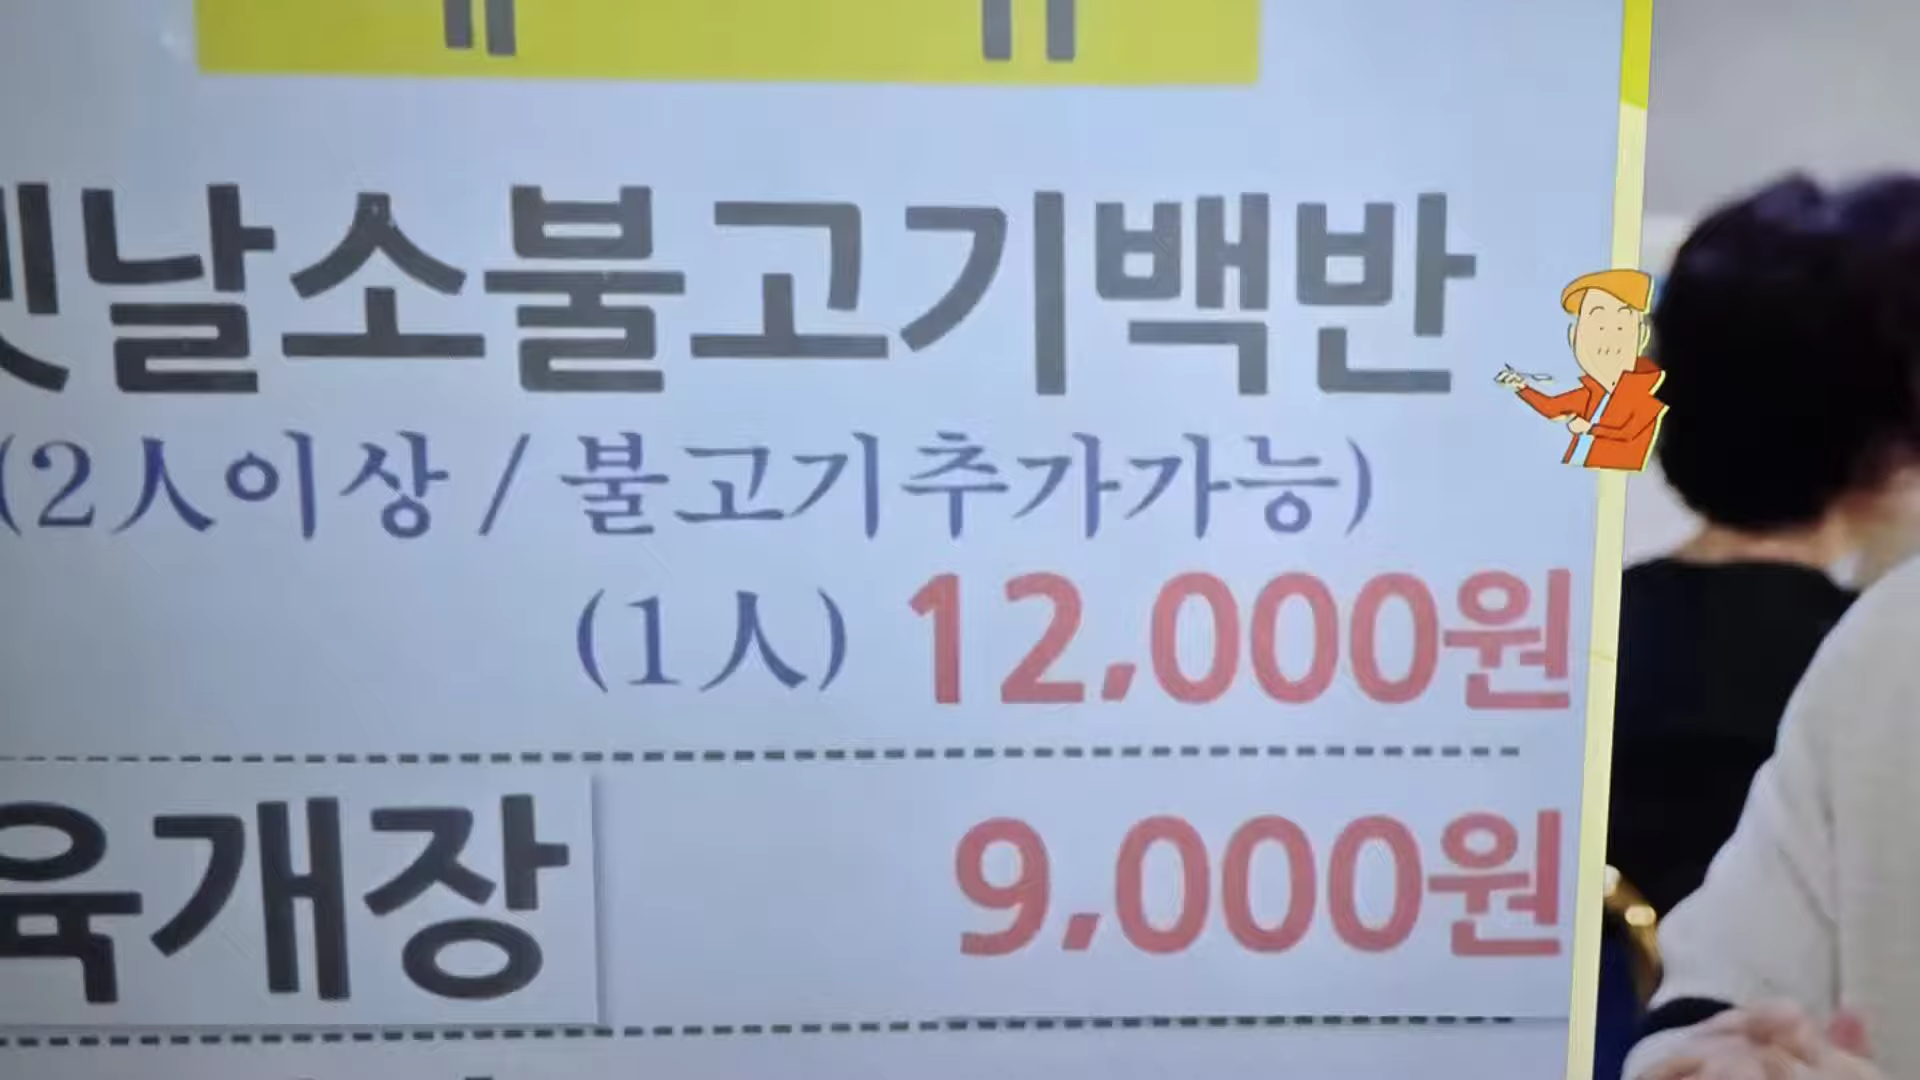 옛날소불고기백반
(2人이상 / 불고기추가가능)
(1人) 12,000원
육개장 9,000원